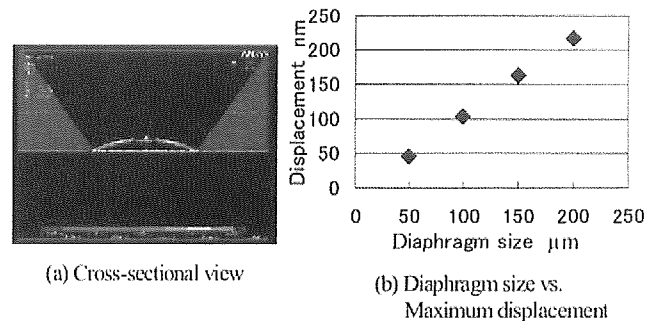 ANSYS
(a) Cross-sectional view
Displacement nm
250
200
150
100
50
0
0 50 100 150 200 250
Diaphragm size μm
(b) Diaphragm size vs.
Maximum displacement